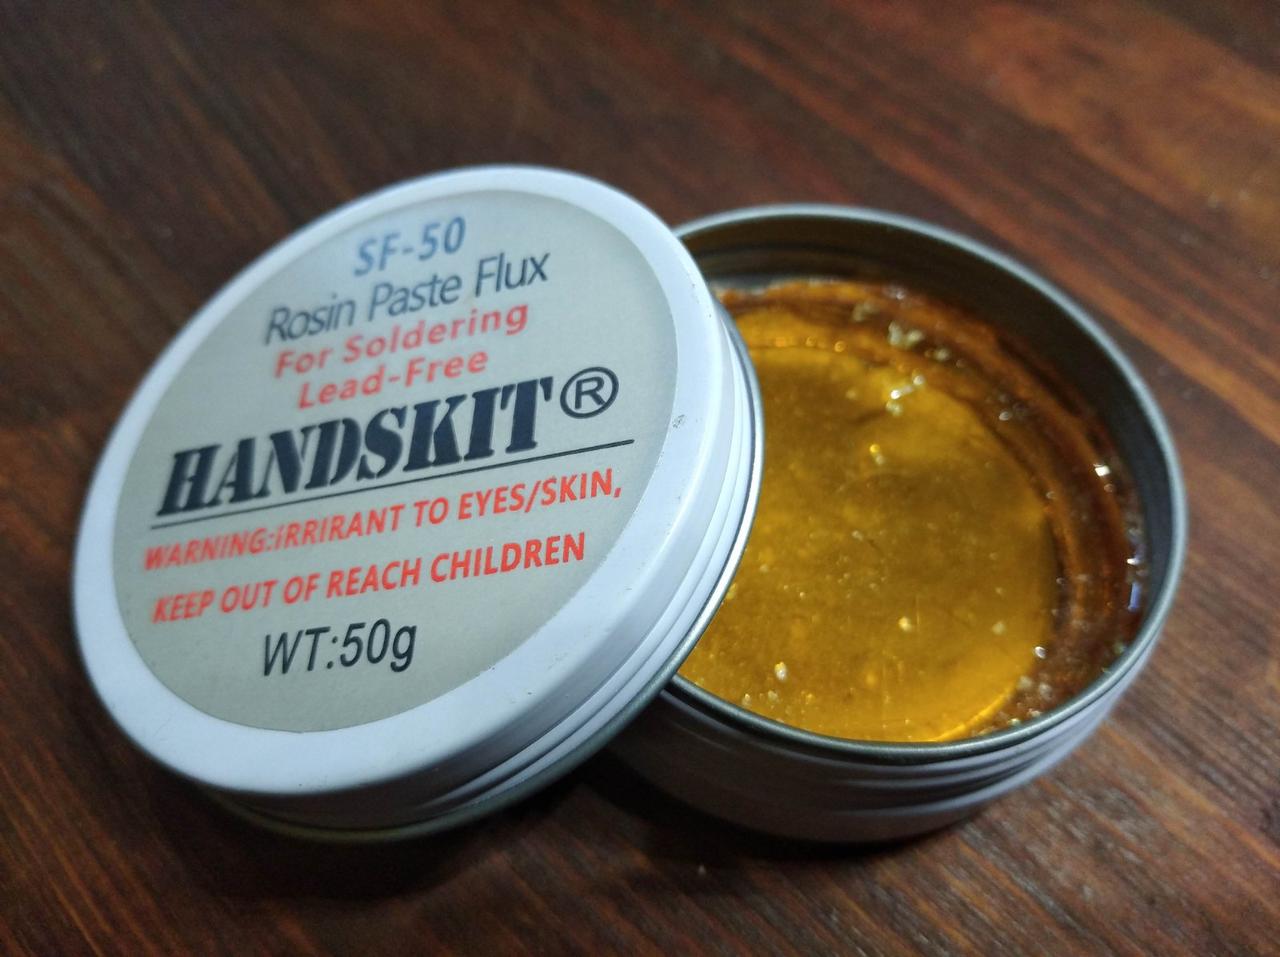 SF-50
Rosin Paste Flux
For Soldering
Lead-Free
HANDSKIT®
WARNING:iRRIRANT TO EYES/SKIN,
KEEP OUT OF REACH CHILDREN
WT:50g